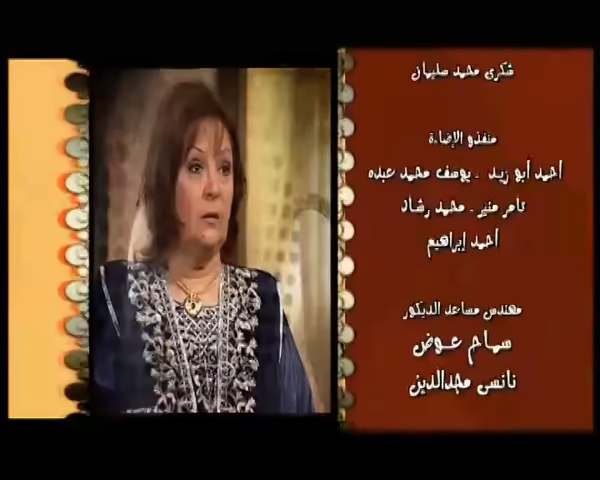 شكرى محمد سليمان
منفذو الإضاءة
أحمد أبو زيد - يوسف محمد عبده
تامر منير - محمد رشاد
أحمد إبراهيم
مهندس مساعد الديكور
سماح عوض
نانسى مجدالدين